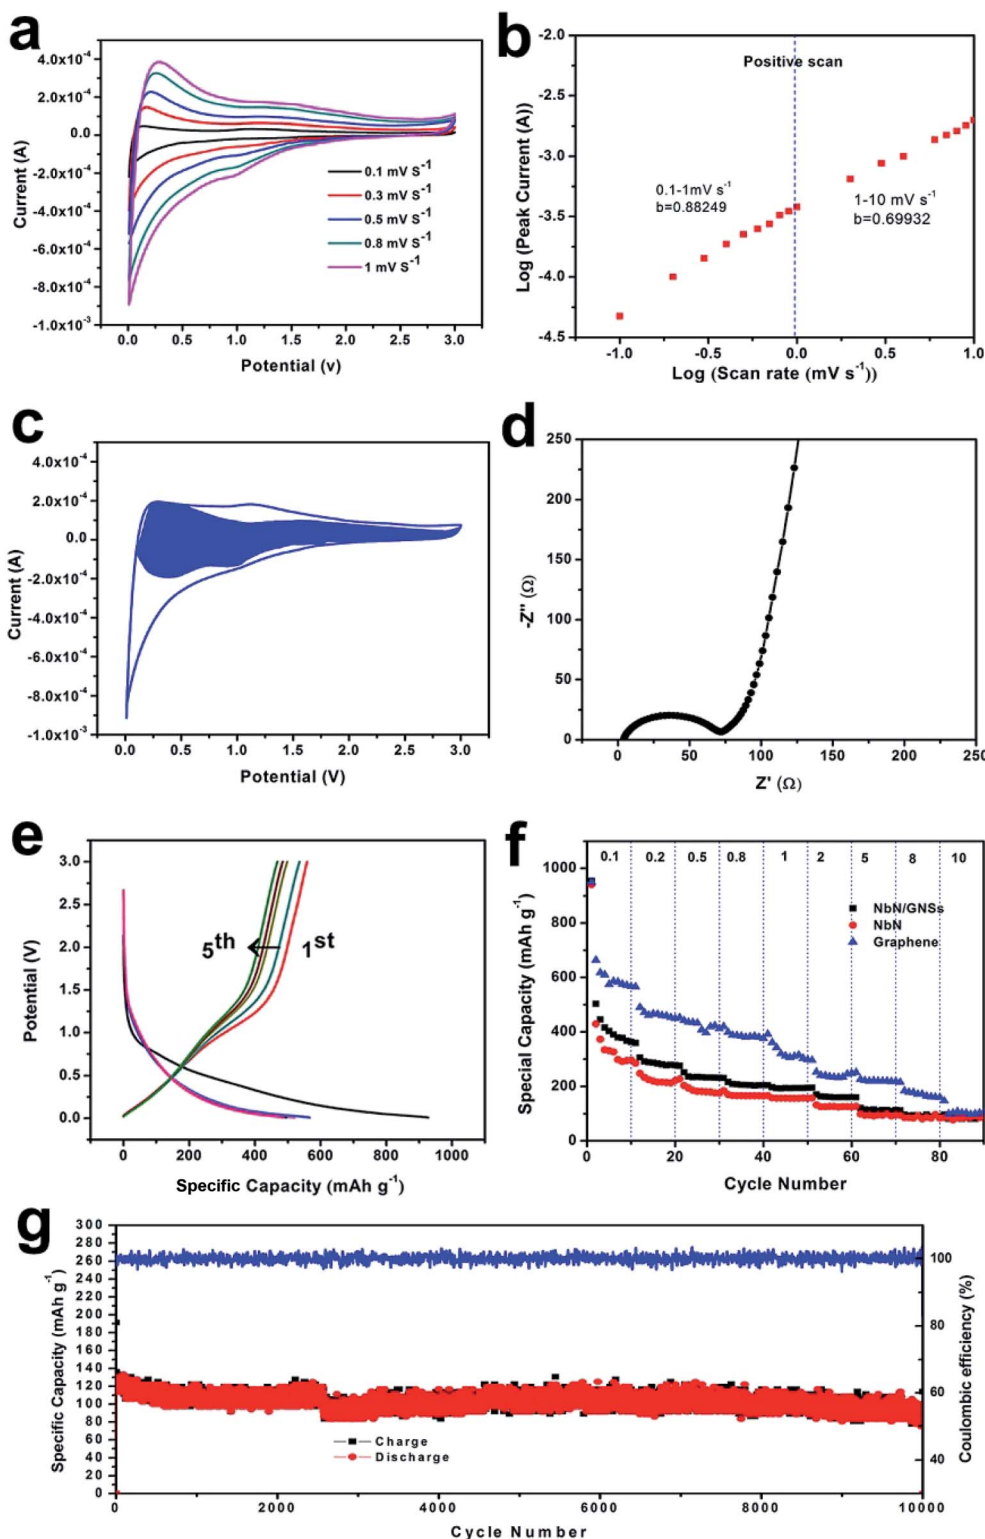 a
4.0x10⁻⁴
2.0x10⁻⁴
0.0
-2.0x10⁻⁴
-4.0x10⁻⁴
-6.0x10⁻⁴
-8.0x10⁻⁴
-1.0x10⁻³
Current (A)
0.1 mV S⁻¹
0.3 mV S⁻¹
0.5 mV S⁻¹
0.8 mV S⁻¹
1 mV S⁻¹
0.0 0.5 1.0 1.5 2.0 2.5 3.0
Potential (v)
b
-2.0
-2.5
-3.0
-3.5
-4.0
-4.5
Log (Peak Current (A))
Positive scan
0.1-1mV s⁻¹
b=0.88249
1-10 mV s⁻¹
b=0.69932
-1.0 -0.5 0.0 0.5 1.0
Log (Scan rate (mV s⁻¹))
c
4.0x10⁻⁴
2.0x10⁻⁴
0.0
-2.0x10⁻⁴
-4.0x10⁻⁴
-6.0x10⁻⁴
-8.0x10⁻⁴
-1.0x10⁻³
Current (A)
0.0 0.5 1.0 1.5 2.0 2.5 3.0
Potential (V)
d
250
200
150
100
50
0
-Z'' (Ω)
0 50 100 150 200 250
Z' (Ω)
e
3.0
2.5
2.0
1.5
1.0
0.5
0.0
Potential (V)
5th 1st
0 200 400 600 800 1000
Specific Capacity (mAh g⁻¹)
f
1000
800
600
400
200
0
Special Capacity (mAh g⁻¹)
0.1 0.2 0.5 0.8 1 2 5 8 10
NbN/GNSs
NbN
Graphene
0 20 40 60 80
Cycle Number
g
300
280
260
240
220
200
180
160
140
120
100
80
60
40
20
0
Specific Capacity (mAh g⁻¹)
Charge
Discharge
100
80
60
40
Coulombic efficiency (%)
0 2000 4000 6000 8000 10000
Cycle Number